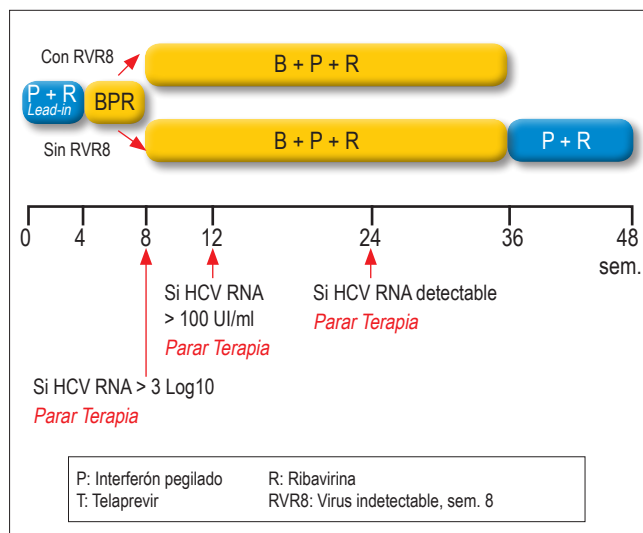 Con RVR8
B + P + R
P + R
Lead-in
BPR
Sin RVR8
B + P + R
P + R
0 4 8 12 24 36 48
sem.
Si HCV RNA
> 100 UI/ml
Parar Terapia
Si HCV RNA detectable
Parar Terapia
Si HCV RNA > 3 Log10
Parar Terapia
P: Interferón pegilado R: Ribavirina
T: Telaprevir RVR8: Virus indetectable, sem. 8